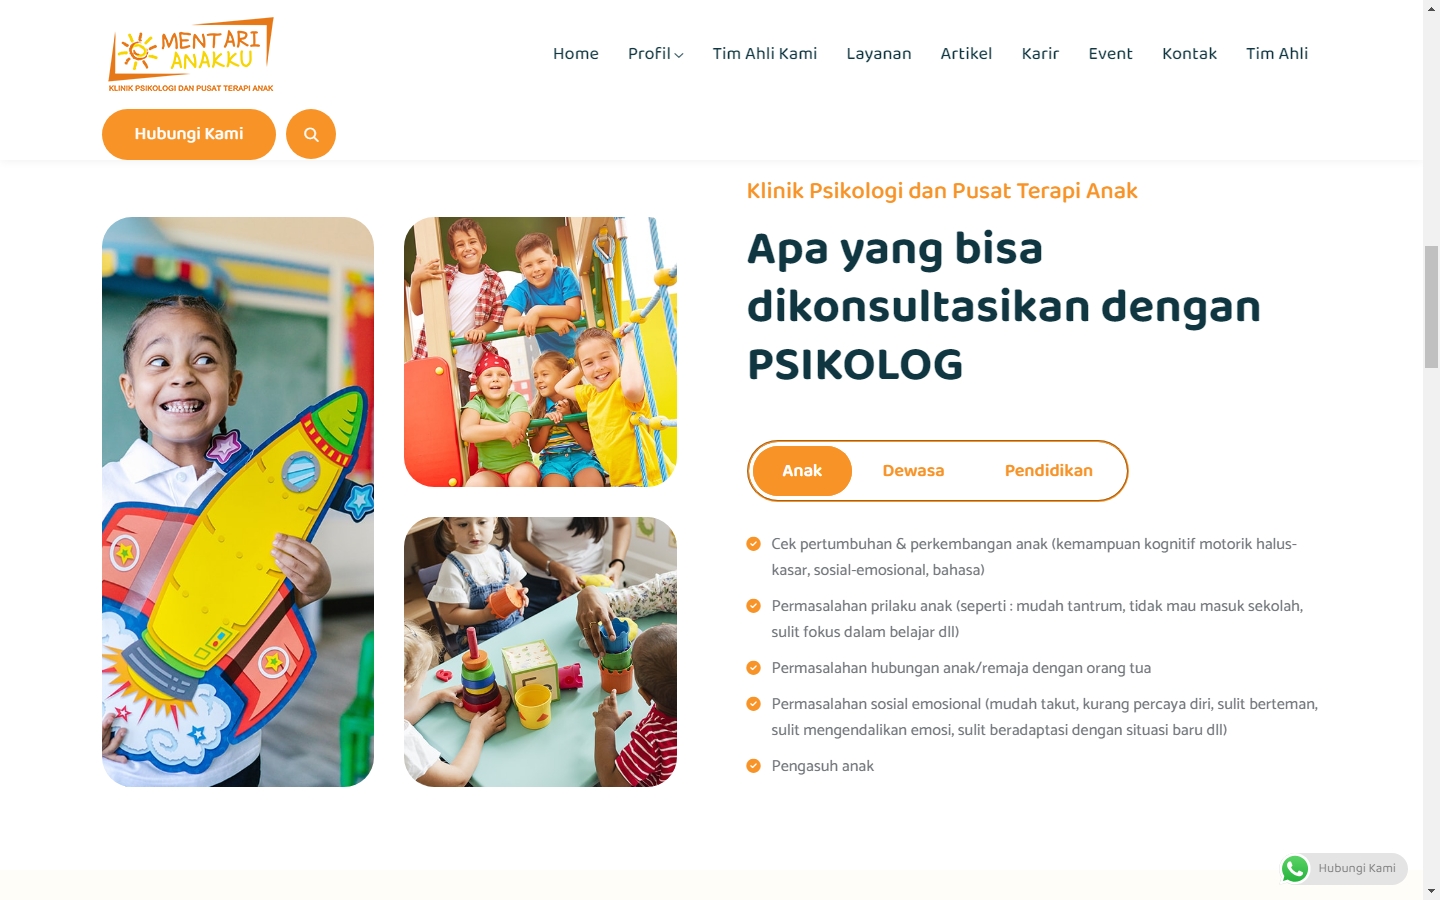 MENTARI
ANAKKU
KLINIK PSIKOLOGI DAN PUSAT TERAPI ANAK
Home
Profil
Tim Ahli Kami
Layanan
Artikel
Karir
Event
Kontak
Tim Ahli
Hubungi Kami
Klinik Psikologi dan Pusat Terapi Anak
Apa yang bisa
dikonsultasikan dengan
PSIKOLOG
Anak
Dewasa
Pendidikan
Cek pertumbuhan & perkembangan anak (kemampuan kognitif motorik halus-
kasar, sosial-emosional, bahasa)
Permasalahan prilaku anak (seperti : mudah tantrum, tidak mau masuk sekolah,
sulit fokus dalam belajar dll)
Permasalahan hubungan anak/remaja dengan orang tua
Permasalahan sosial emosional (mudah takut, kurang percaya diri, sulit berteman,
sulit mengendalikan emosi, sulit beradaptasi dengan situasi baru dll)
Pengasuh anak
Hubungi Kami